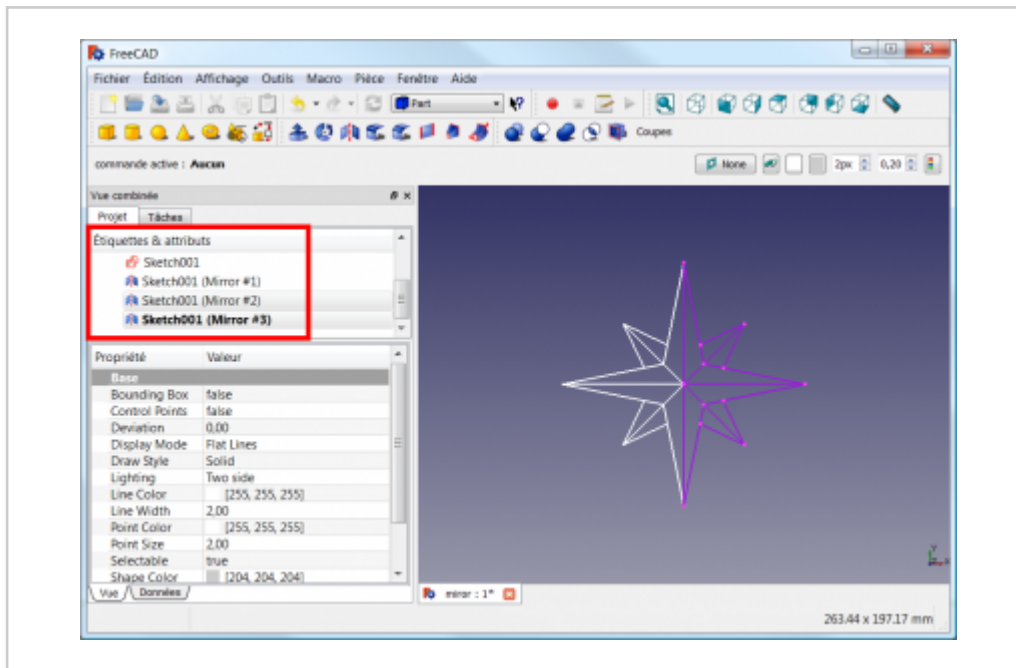 FreeCAD
Fichier Édition Affichage Outils Macro Pièce Fenêtre Aide
Part
Coupes
commande active : Aucun
None 2px 0,20
Vue combinée
Projet Tâches
Étiquettes & attributs
Sketch001
Sketch001 (Mirror #1)
Sketch001 (Mirror #2)
Sketch001 (Mirror #3)
Propriété Valeur
Base
Bounding Box false
Control Points false
Deviation 0,00
Display Mode Flat Lines
Draw Style Solid
Lighting Two side
Line Color [255, 255, 255]
Line Width 2,00
Point Color [255, 255, 255]
Point Size 2,00
Selectable true
Shape Color [204, 204, 204]
Vue Données
miror : 1*
Y
x
263.44 x 197.17 mm